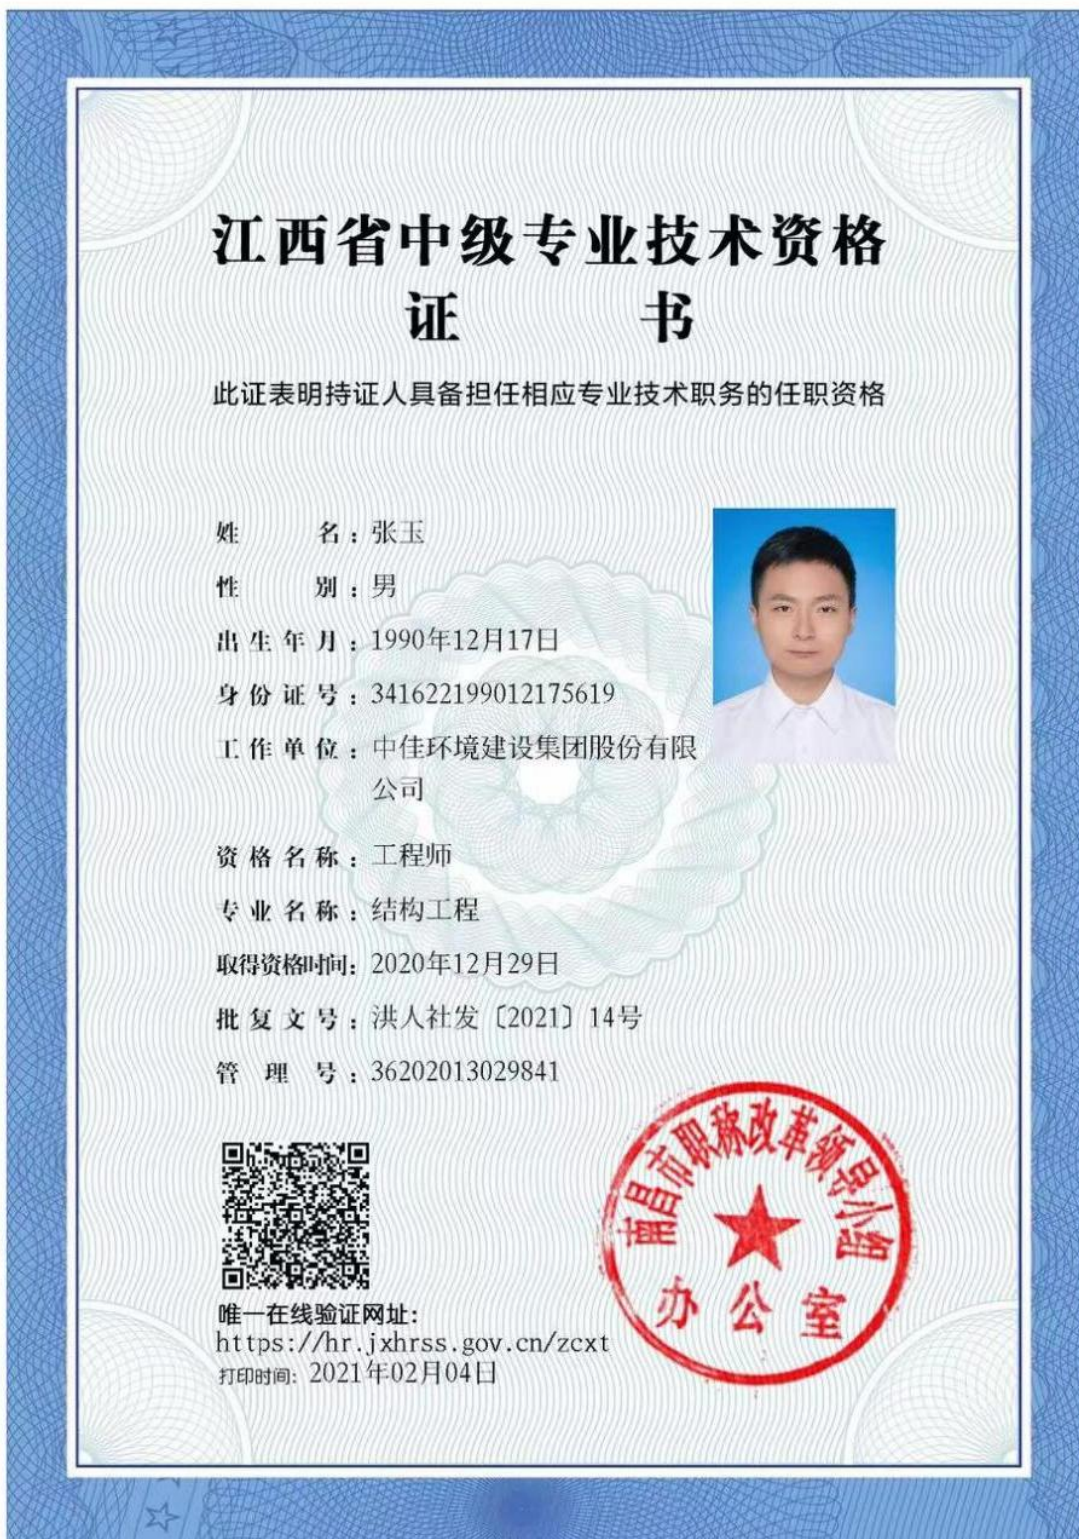 江西省中级专业技术资格
证书
此证表明持证人具备担任相应专业技术职务的任职资格
姓名：张玉
性别：男
出生年月：1990年12月17日
身份证号：341622199012175619
工作单位：中佳环境建设集团股份有限
公司
资格名称：工程师
专业名称：结构工程
取得资格时间：2020年12月29日
批复文号：洪人社发〔2021〕14号
管理号：36202013029841
南昌市职称改革领导小组
办公室
唯一在线验证网址：
https://hr.jxhrss.gov.cn/zcxt
打印时间：2021年02月04日